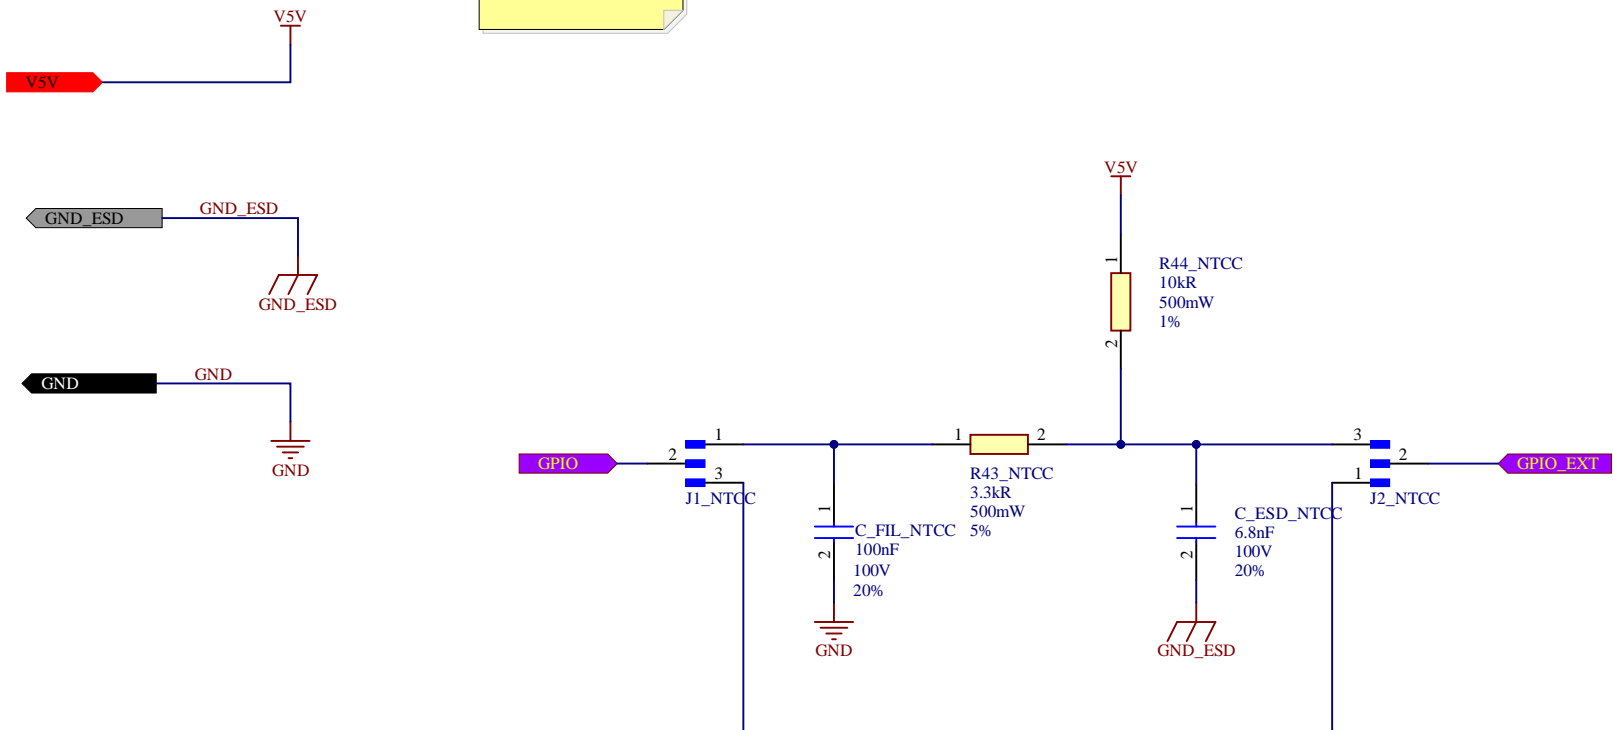 V5V
V5V
GND_ESD
GND_ESD
GND_ESD
GND
GND
GND
V5V
1
R44_NTCC
10kR
500mW
1%
2
GPIO
2
1
3
J1_NTCC
1
2
C_FIL_NTCC
100nF
100V
20%
GND
1
2
R43_NTCC
3.3kR
500mW
5%
1
2
C_ESD_NTCC
6.8nF
100V
20%
GND_ESD
3
2
1
J2_NTCC
GPIO_EXT